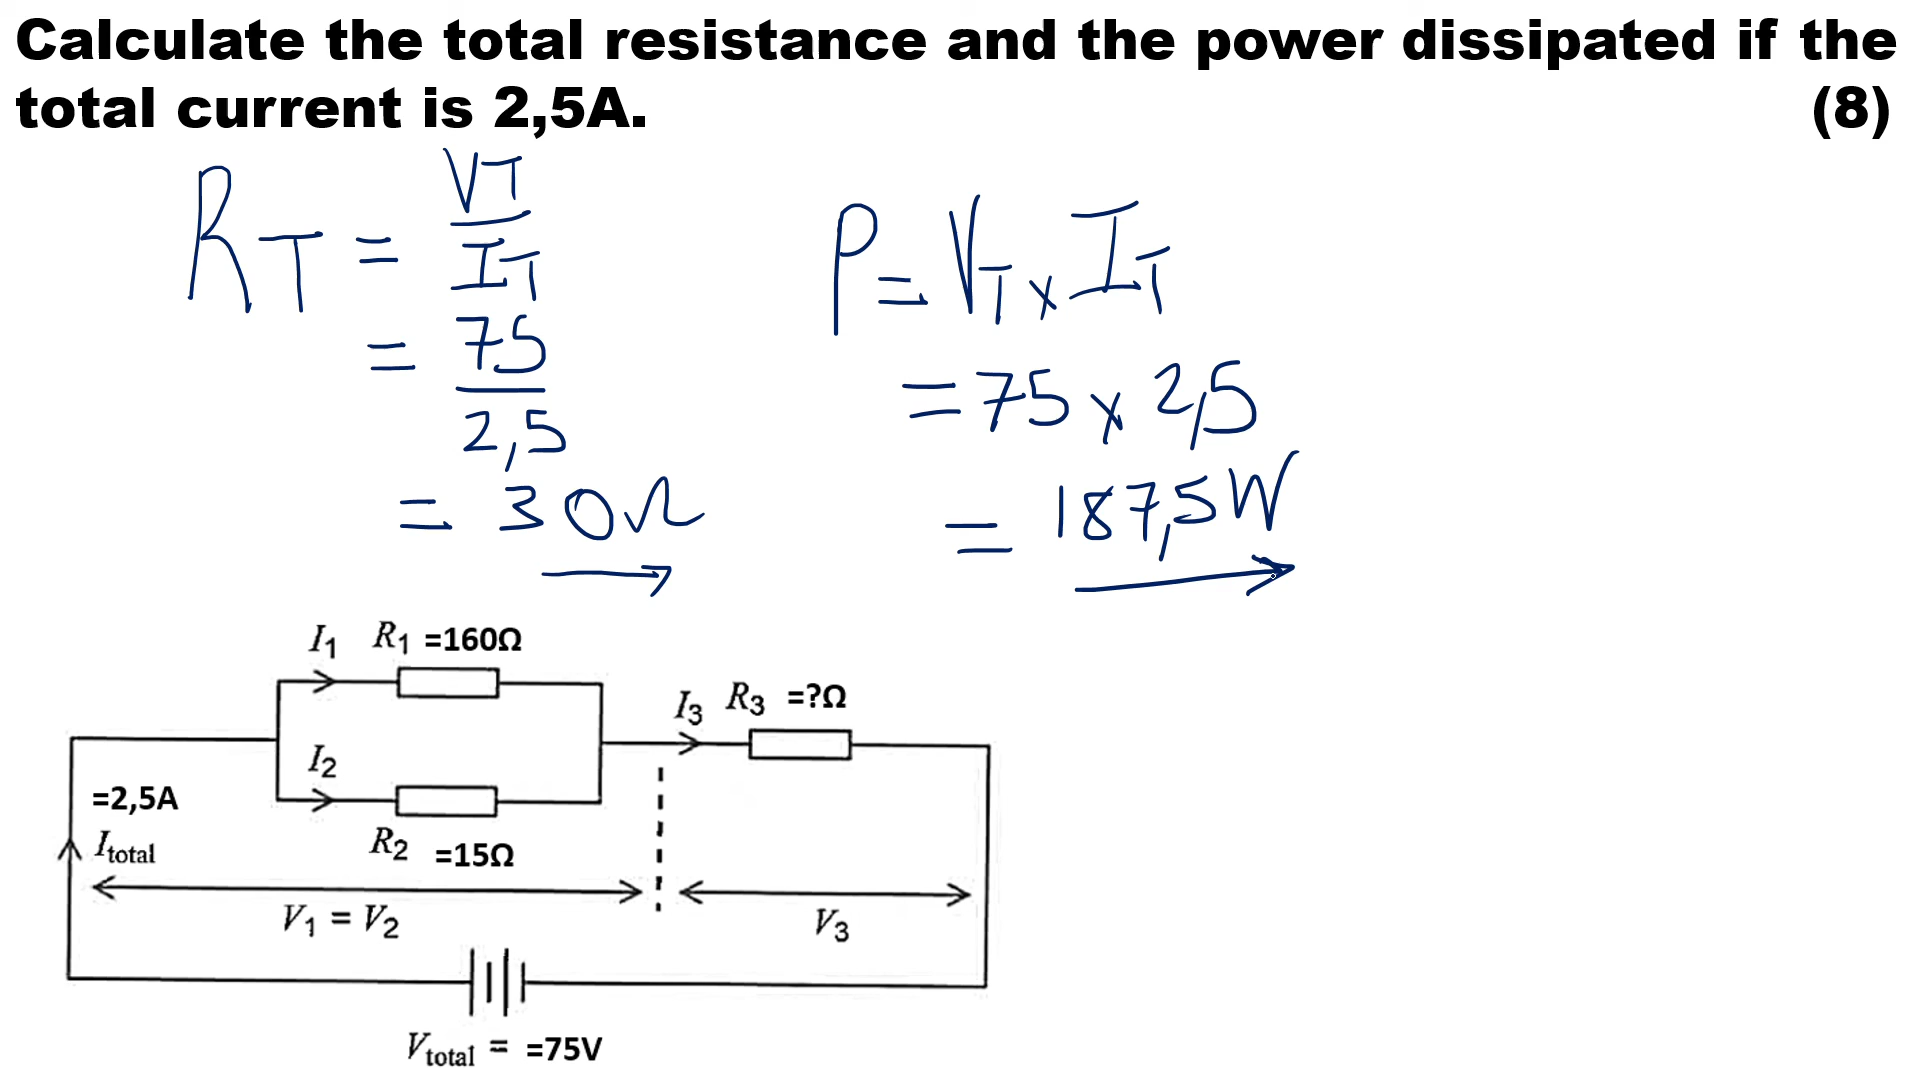 Calculate the total resistance and the power dissipated if the
total current is 2,5A. (8)
RT = VT / IT
= 75 / 2,5
= 30Ω
P = VT x IT
= 75 x 2,5
= 187,5W
I1 R1 =160Ω
I3 R3 =?Ω
I2
=2,5A
Itotal
R2 =15Ω
V1 = V2
V3
Vtotal = =75V